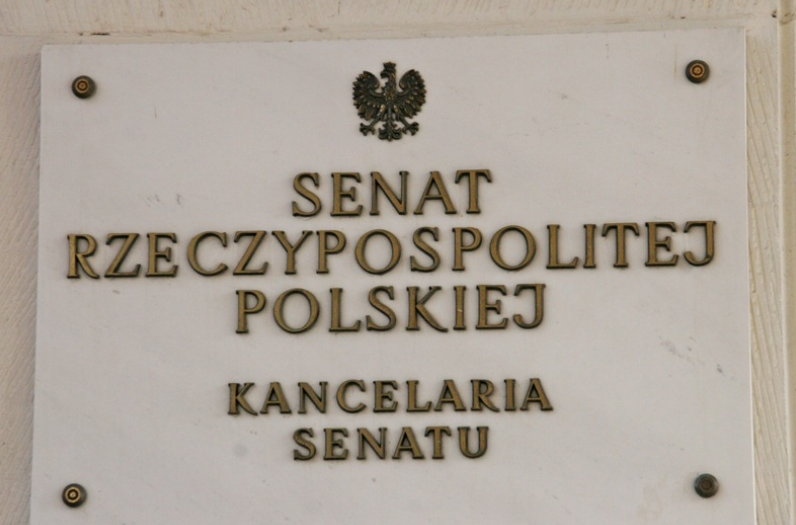 SENAT
RZECZYPOSPOLITEJ
POLSKIEJ
KANCELARIA
SENATU